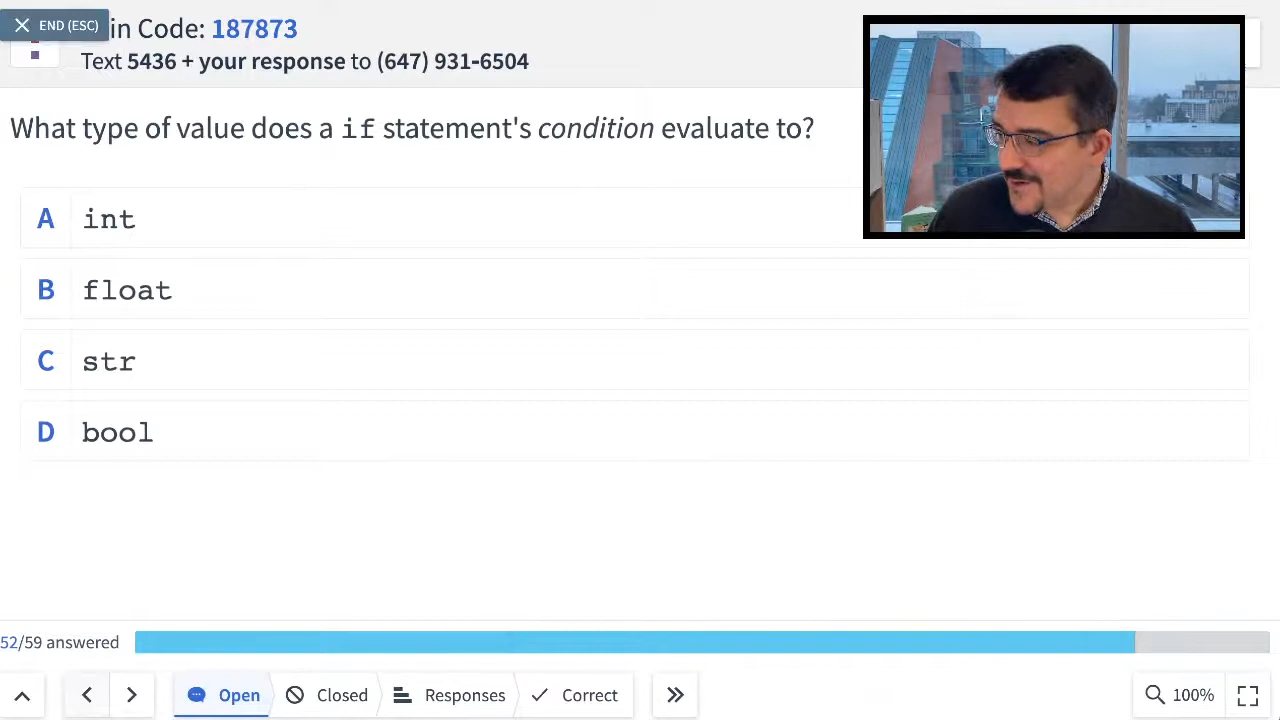 END (ESC)
in Code: 187873
Text 5436 + your response to (647) 931-6504
What type of value does a if statement's condition evaluate to?
A int
B float
C str
D bool
52/59 answered
Open Closed Responses Correct 100%